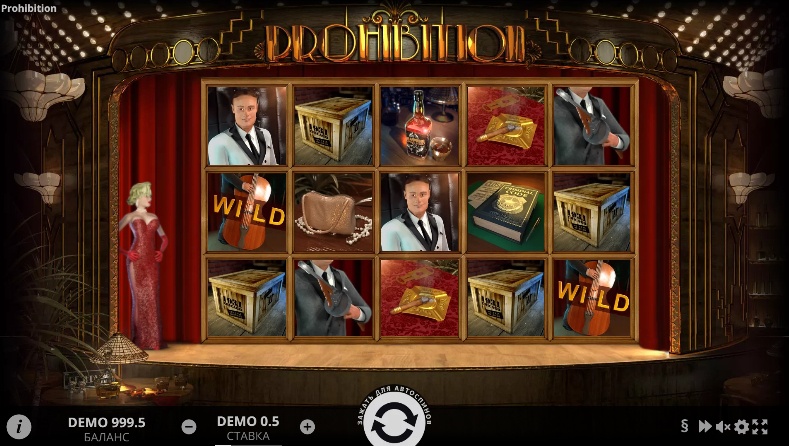 Prohibition
PROHIBITION
WILD
WILD
ЗАЖАТЬ ДЛЯ АВТОСПИНОВ
DEMO 999.5
БАЛАНС
DEMO 0.5
СТАВКА
§